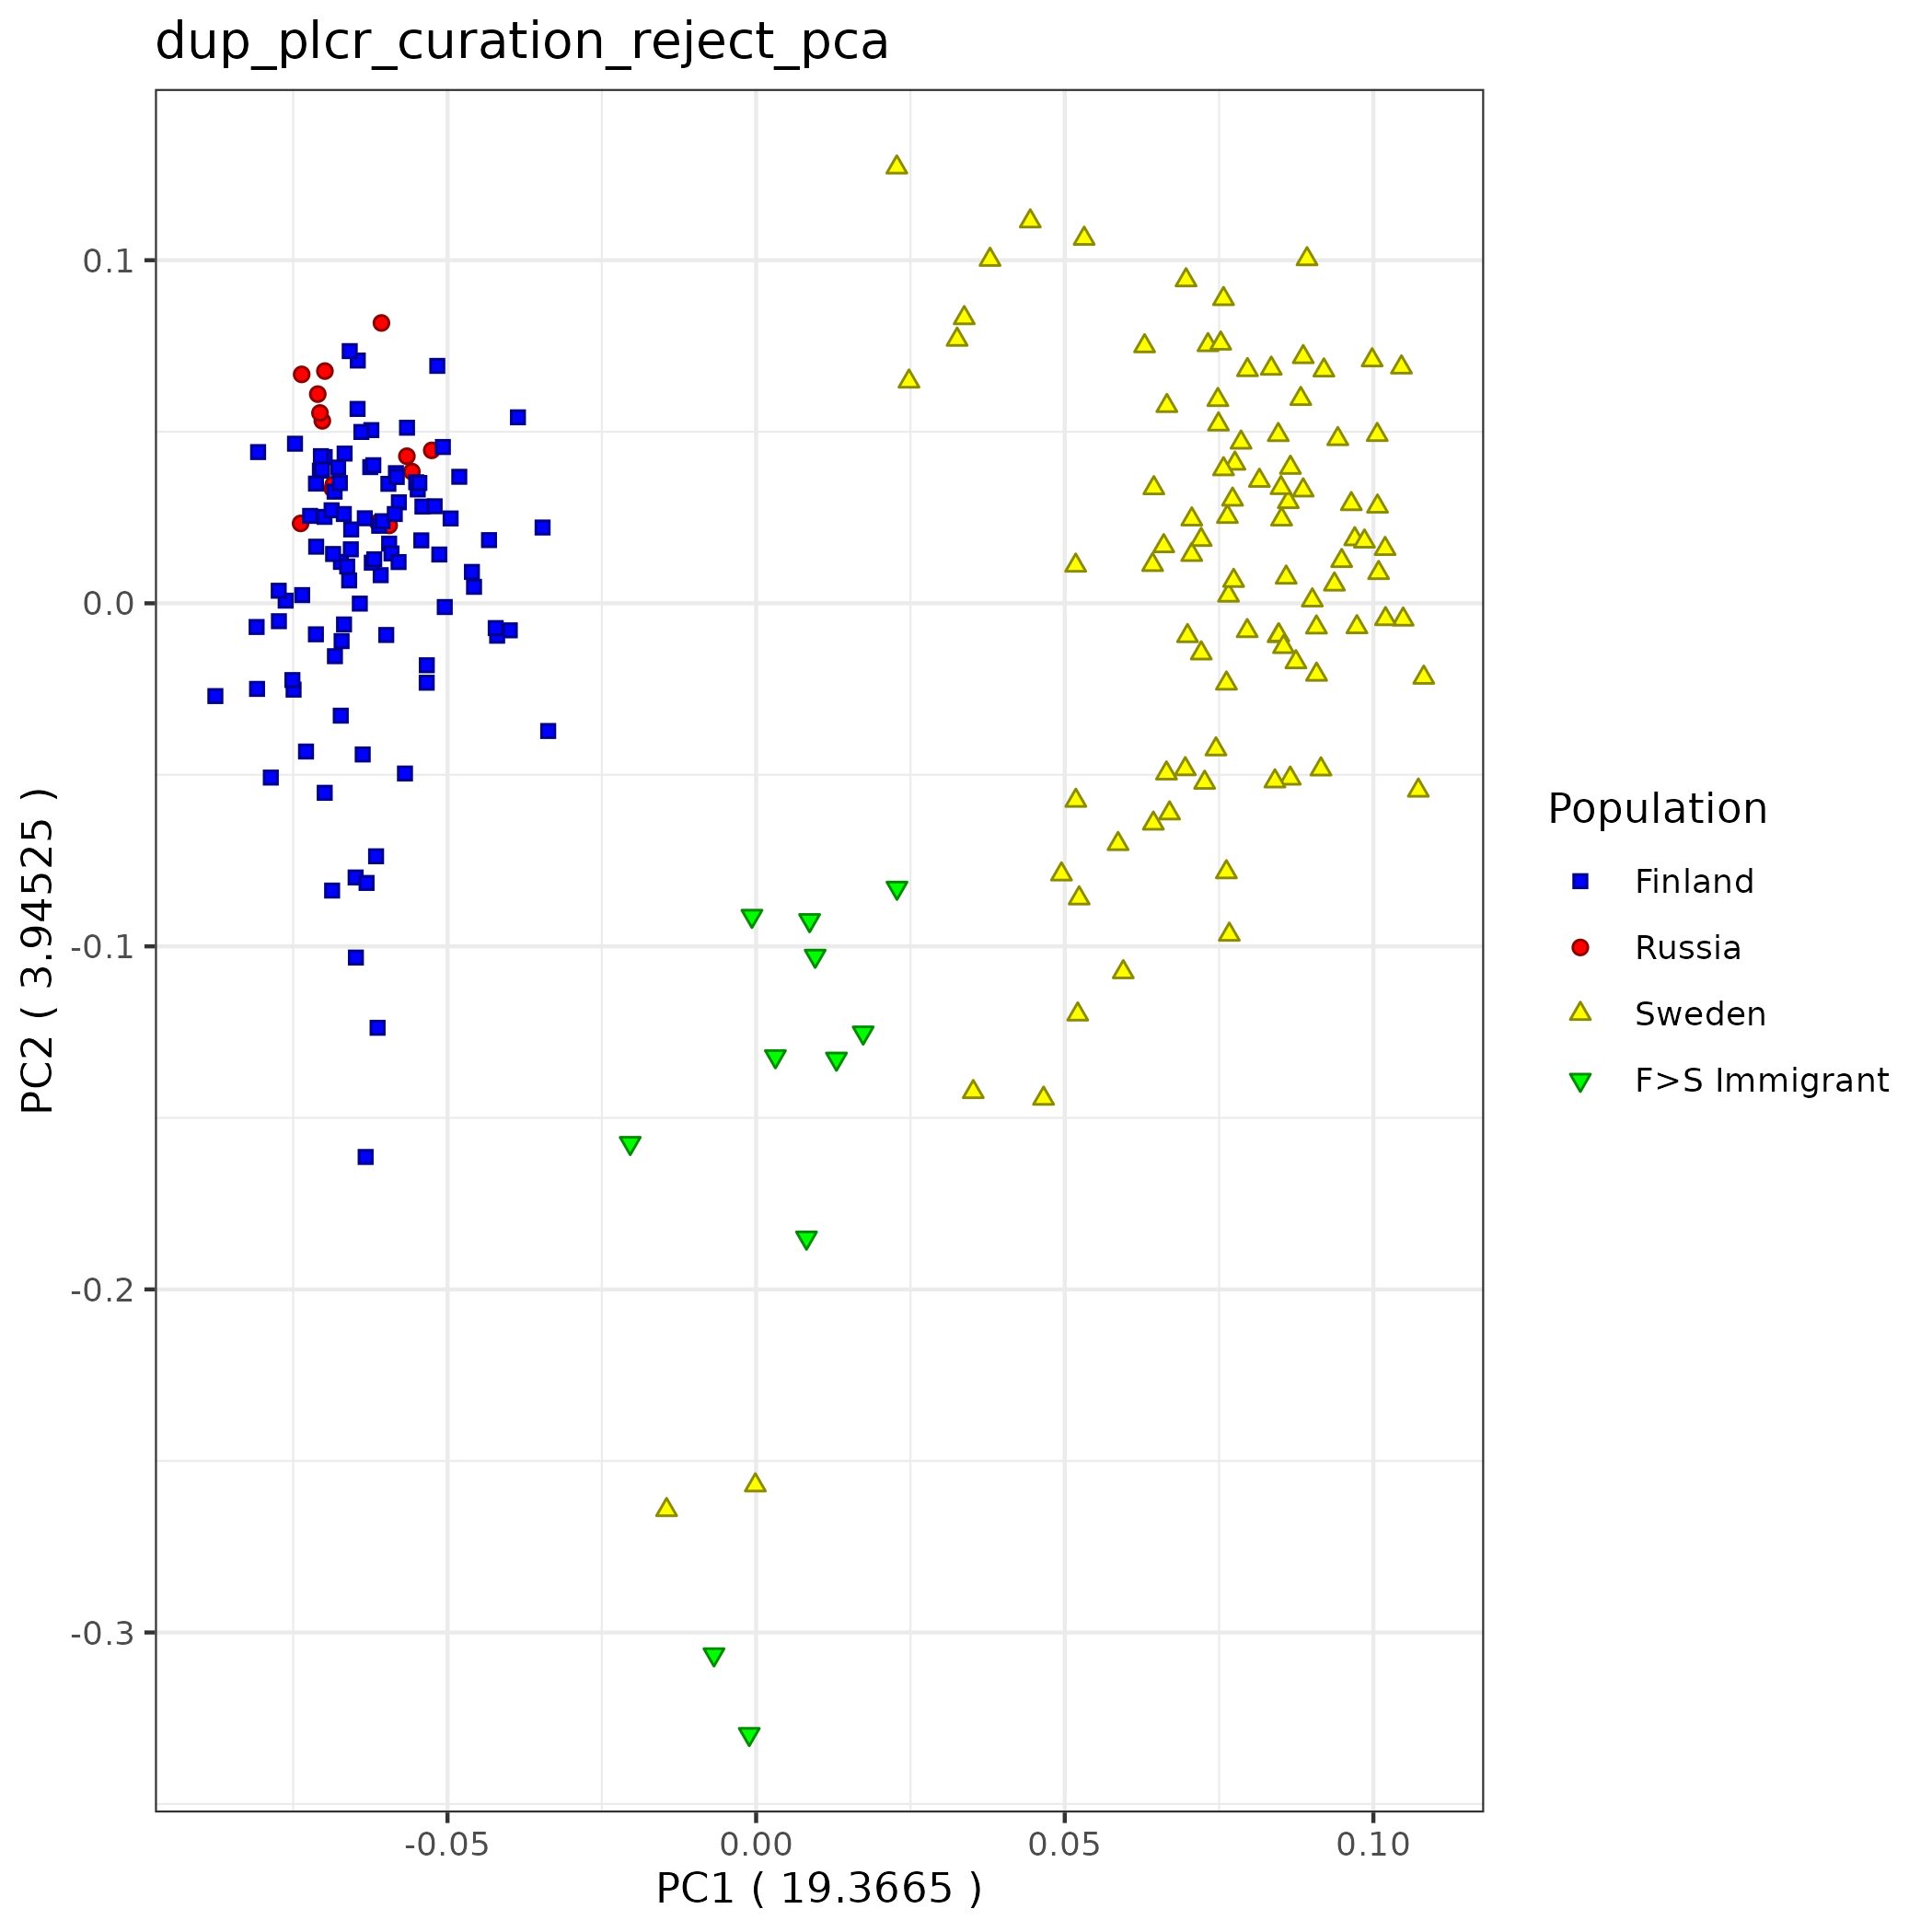 dup_plcr_curation_reject_pca
0.1
0.0
-0.1
-0.2
-0.3
PC2 ( 3.94525 )
-0.05
0.00
0.05
0.10
PC1 ( 19.3665 )
Population
Finland
Russia
Sweden
F>S Immigrant